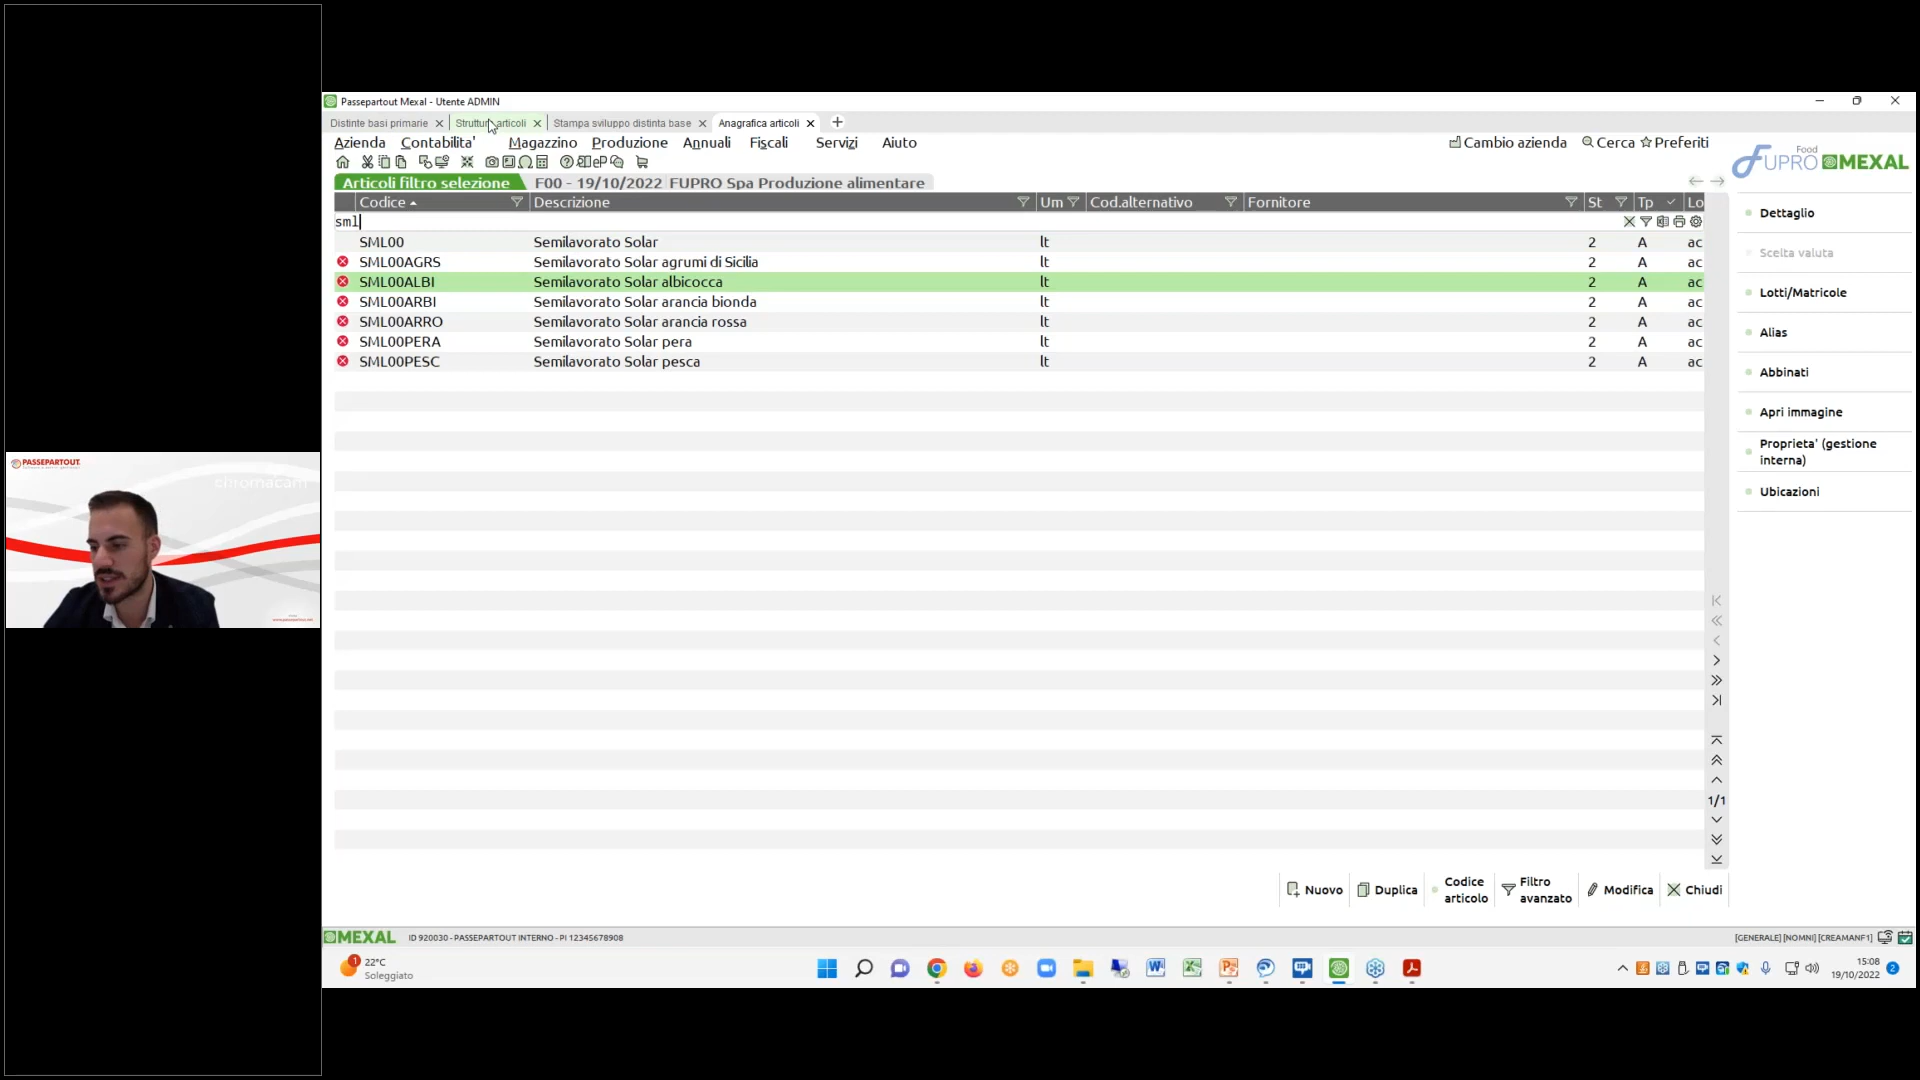 Passepartout Mexal - Utente ADMIN
Distinte basi primarie
Struttur articoli
Stampa sviluppo distinta base
Anagrafica articoli
Azienda Contabilita' Magazzino Produzione Annuali Fiscali Servizi Aiuto
Cambio azienda Cerca Preferiti
Food
FUPRO MEXAL
Articoli filtro selezione F00 - 19/10/2022 FUPRO Spa Produzione alimentare
Codice Descrizione Um Cod.alternativo Fornitore St Tp Lo
sml
SML00 Semilavorato Solar lt 2 A ac
SML00AGRS Semilavorato Solar agrumi di Sicilia lt 2 A ac
SML00ALBI Semilavorato Solar albicocca lt 2 A ac
SML00ARBI Semilavorato Solar arancia bionda lt 2 A ac
SML00ARRO Semilavorato Solar arancia rossa lt 2 A ac
SML00PERA Semilavorato Solar pera lt 2 A ac
SML00PESC Semilavorato Solar pesca lt 2 A ac
Dettaglio
Scelta valuta
Lotti/Matricole
Alias
Abbinati
Apri immagine
Proprieta' (gestione
interna)
Ubicazioni
1/1
Nuovo
Duplica
Codice
articolo
Filtro
avanzato
Modifica
Chiudi
MEXAL ID 920030 - PASSEPARTOUT INTERNO - PI 12345678908
[GENERALE] [NOMNI] [CREAMANF1]
1
22°C
Soleggiato
15:08
19/10/2022
2
PASSEPARTOUT